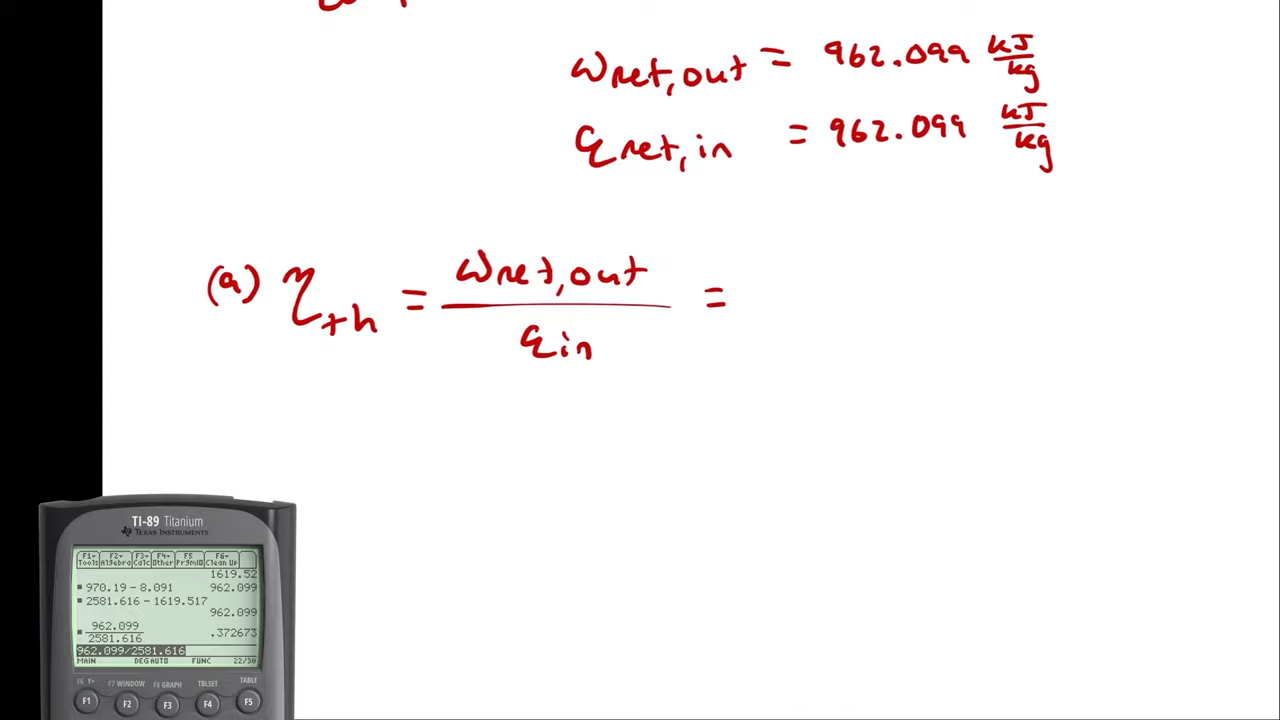 ωnet,out = 962.099 kJ/kg
qnet,in = 962.099 kJ/kg
(a) ηth = ωnet,out / qin =
TI-89 Titanium
TEXAS INSTRUMENTS
F1 Tools F2 Algebra F3 Calc F4 Other F5 PrgmIO F6 Clean Up
1619.52
970.19 - 8.091 962.099
2581.616 - 1619.517
962.099
962.099 / 2581.616 .372673
962.099/2581.616
MAIN DEG AUTO FUNC 22/30
F6 Y= F7 WINDOW F8 GRAPH TBLSET TABLE
F1 F2 F3 F4 F5